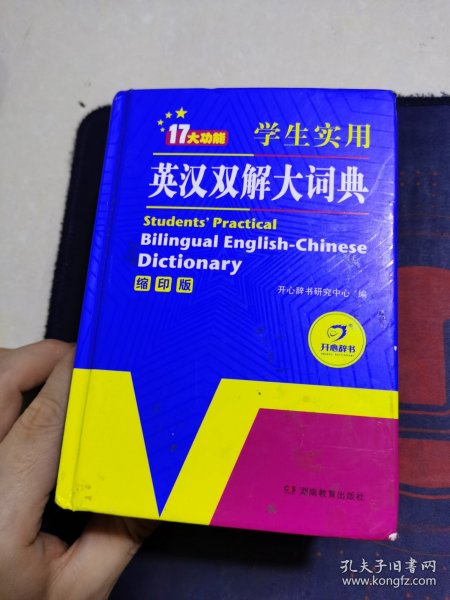 17大功能
学生实用
英汉双解大词典
Students' Practical
Bilingual English-Chinese
Dictionary
缩印版
开心辞书研究中心 编
开心辞书
湖南教育出版社
孔夫子旧书网
www.kongfz.com